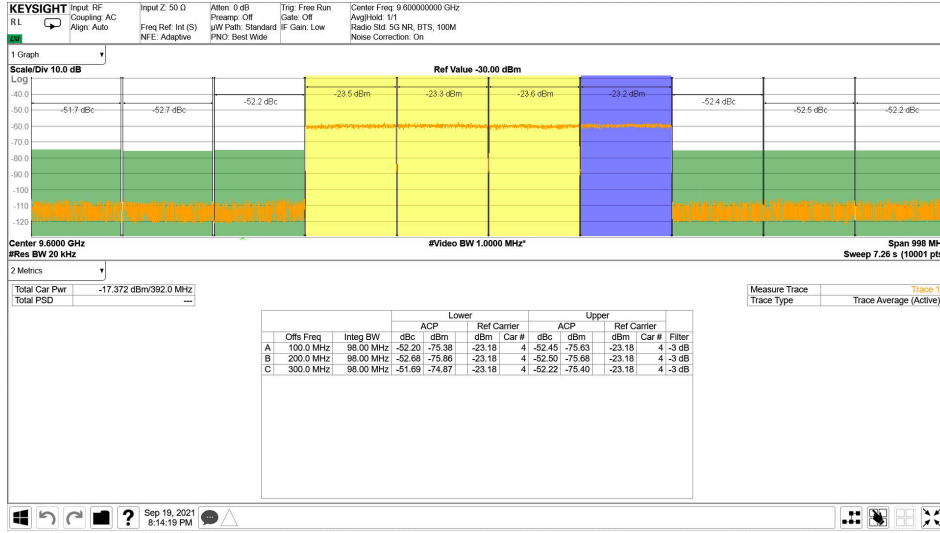 KEYSIGHT Input: RF Input Z: 50 Ω Atten: 0 dB Trig: Free Run Center Freq: 9.600000000 GHz
RL Coupling: AC Preamp: Off Gate: Off Avg|Hold: 1/1
Align: Auto Freq Ref: Int (S) µW Path: Standard IF Gain: Low Radio Std: 5G NR, BTS, 100M
NFE: Adaptive PNO: Best Wide Noise Correction: On
1 Graph
Scale/Div 10.0 dB Ref Value -30.00 dBm
Log
-40.0
-50.0
-60.0
-70.0
-80.0
-90.0
-100
-110
-120
-51.7 dBc -52.7 dBc -52.2 dBc -23.5 dBm -23.3 dBm -23.6 dBm -23.2 dBm -52.4 dBc -52.5 dBc -52.2 dBc
Center 9.6000 GHz #Video BW 1.0000 MHz* Span 998 MH
#Res BW 20 kHz Sweep 7.26 s (10001 pts
2 Metrics
Total Car Pwr -17.372 dBm/392.0 MHz Measure Trace Trace 1
Total PSD --- Trace Type Trace Average (Active)
Lower Upper
ACP Ref Carrier ACP Ref Carrier
Offs Freq Integ BW dBc dBm dBm Car # dBc dBm dBm Car # Filter
A 100.0 MHz 98.00 MHz -52.20 -75.38 -23.18 4 -52.45 -75.63 -23.18 4 -3 dB
B 200.0 MHz 98.00 MHz -52.68 -75.86 -23.18 4 -52.50 -75.68 -23.18 4 -3 dB
C 300.0 MHz 98.00 MHz -51.69 -74.87 -23.18 4 -52.22 -75.40 -23.18 4 -3 dB
? Sep 19, 2021
8:14:19 PM